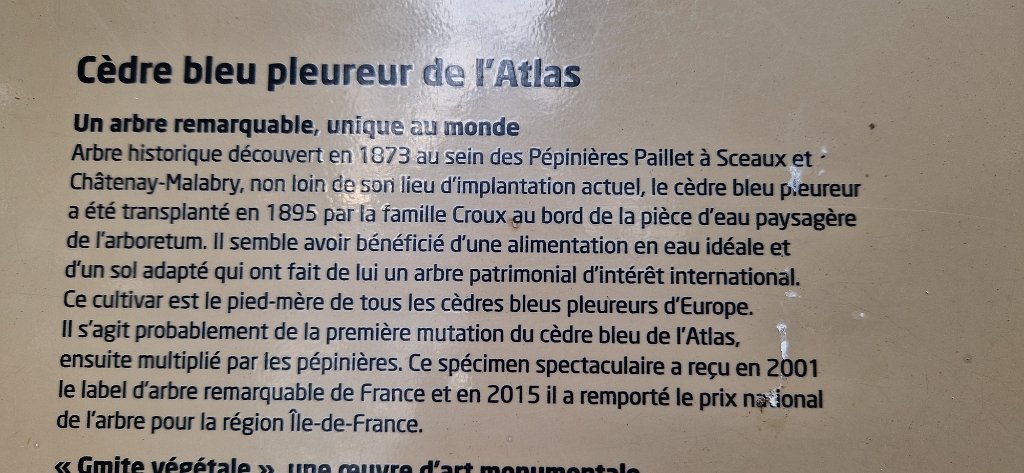 Cèdre bleu pleureur de l'Atlas
Un arbre remarquable, unique au monde
Arbre historique découvert en 1873 au sein des Pépinières Paillet à Sceaux et
Châtenay-Malabry, non loin de son lieu d'implantation actuel, le cèdre bleu pleureur
a été transplanté en 1895 par la famille Croux au bord de la pièce d'eau paysagère
de l'arboretum. Il semble avoir bénéficié d'une alimentation en eau idéale et
d'un sol adapté qui ont fait de lui un arbre patrimonial d'intérêt international.
Ce cultivar est le pied-mère de tous les cèdres bleus pleureurs d'Europe.
Il s'agit probablement de la première mutation du cèdre bleu de l'Atlas,
ensuite multiplié par les pépinières. Ce spécimen spectaculaire a reçu en 2001
le label d'arbre remarquable de France et en 2015 il a remporté le prix national
de l'arbre pour la région Île-de-France.
« Gmite végétale », une œuvre d'art monumentale